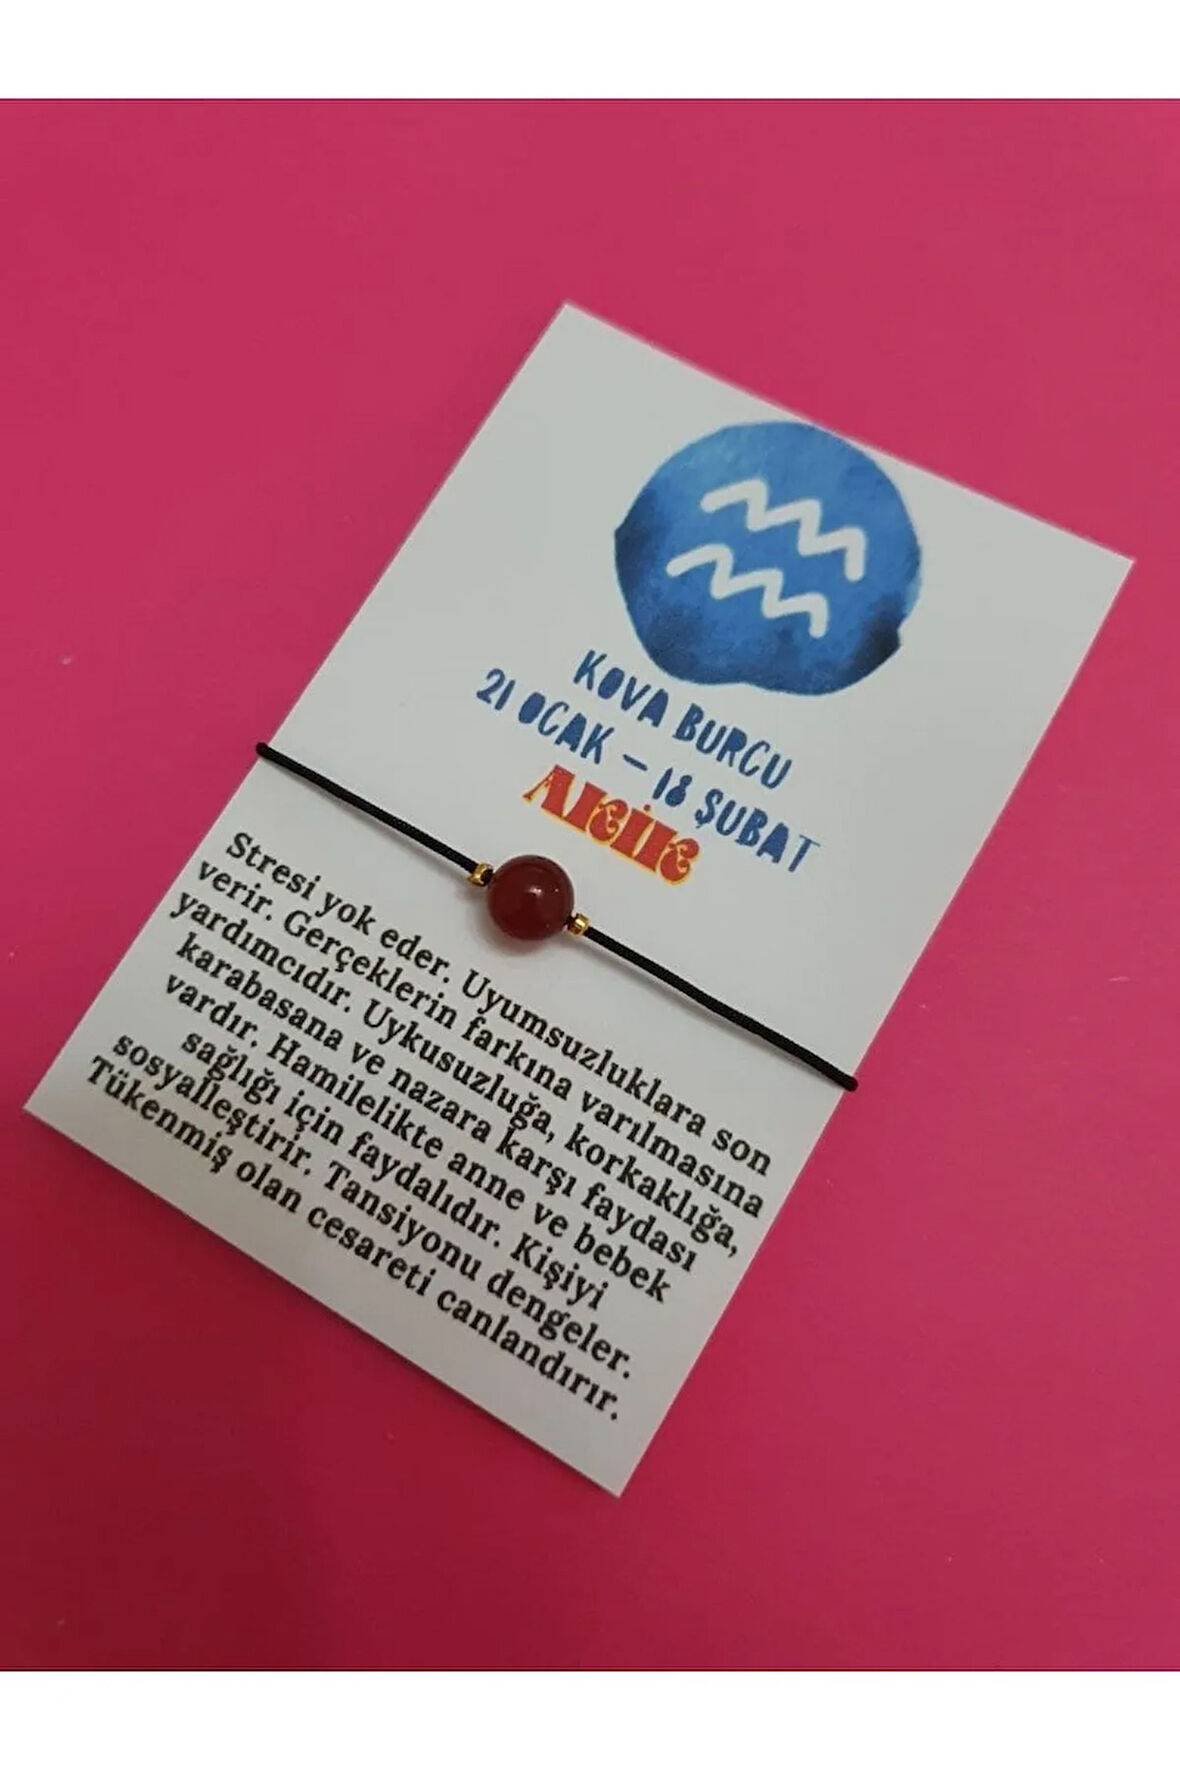 KOVA BURCU
21 OCAK – 18 ŞUBAT
AKİK
Stresi yok eder. Uyumsuzluklara son
verir. Gerçeklerin farkına varılmasına
yardımcıdır. Uykusuzluğa, korkaklığa,
karabasana ve nazara karşı faydası
vardır. Hamilelikte anne ve bebek
sağlığı için faydalıdır. Kişiyi
sosyalleştirir. Tansiyonu dengeler.
Tükenmiş olan cesareti canlandırır.